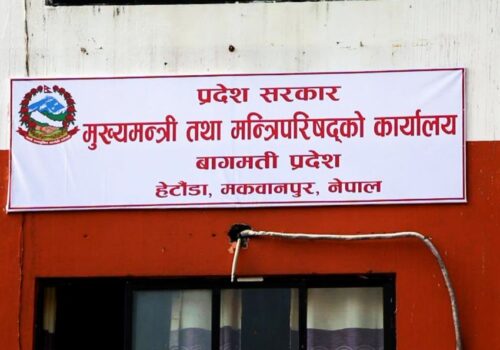 प्रदेश सरकार
मुख्यमन्त्री तथा मन्त्रिपरिषद्को कार्यालय
बागमती प्रदेश
हेटौंडा, मकवानपुर, नेपाल